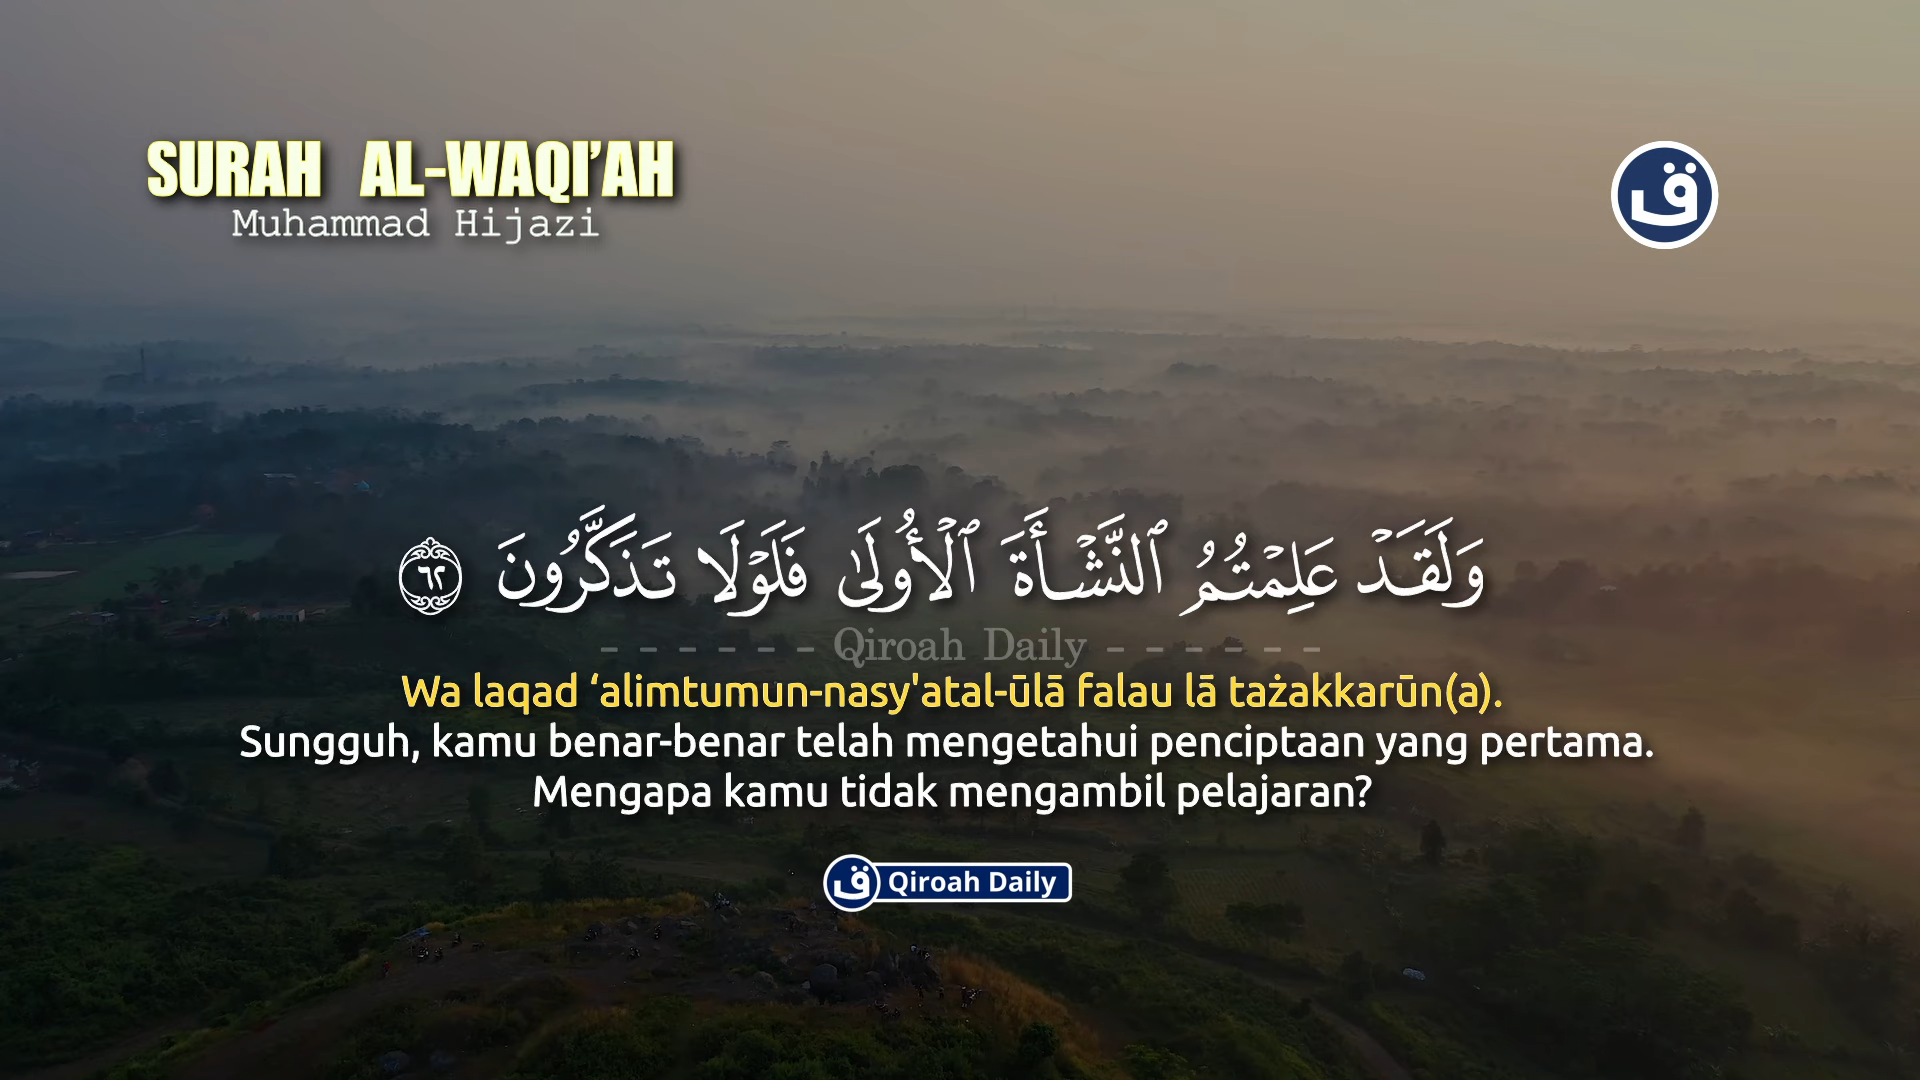 SURAH AL-WAQI’AH
Muhammad Hijazi
ق
وَلَقَدْ عَلِمْتُمُ ٱلنَّشْأَةَ ٱلْأُولَىٰ فَلَوْلَا تَذَكَّرُونَ ٦٢
- - - - - - Qiroah Daily - - - - - -
Wa laqad ‘alimtumun-nasy'atal-ūlā falau lā tażakkarūn(a).
Sungguh, kamu benar-benar telah mengetahui penciptaan yang pertama.
Mengapa kamu tidak mengambil pelajaran?
ق Qiroah Daily